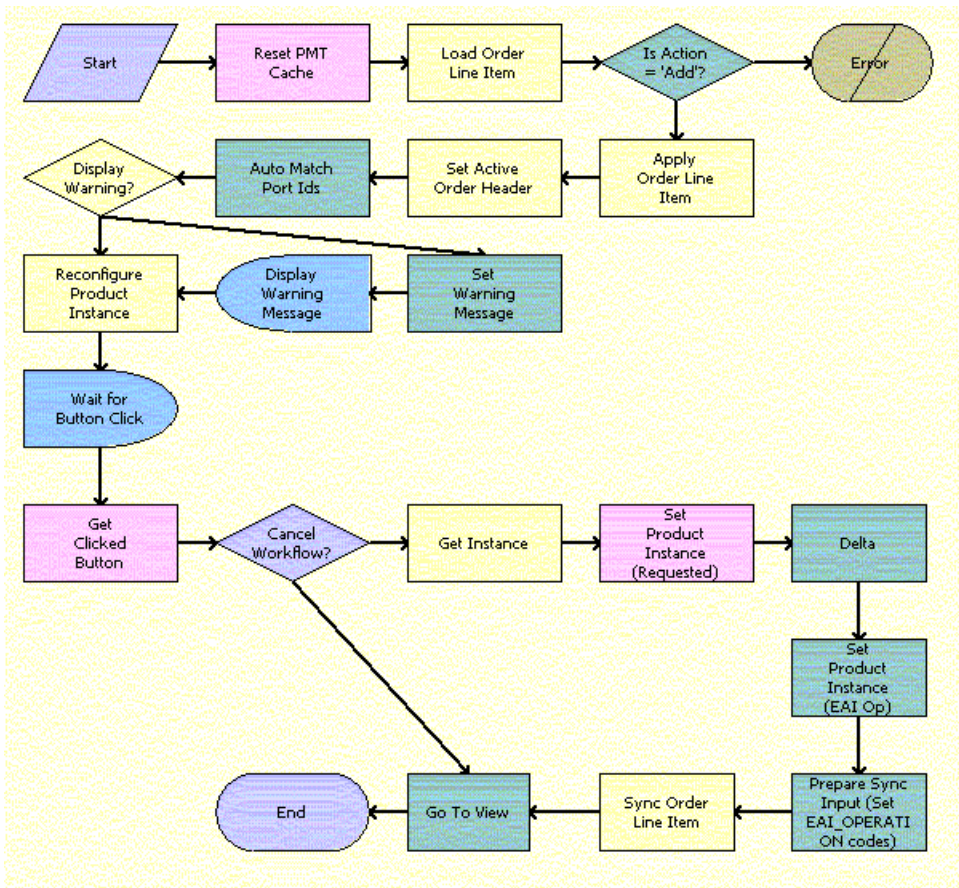 Start
Reset PMT
Cache
Load Order
Line Item
Is Action
= 'Add'?
Error
Display
Warning?
Auto Match
Port Ids
Set Active
Order Header
Apply
Order Line
Item
Reconfigure
Product
Instance
Display
Warning
Message
Set
Warning
Message
Wait for
Button Click
Get
Clicked
Button
Cancel
Workflow?
Get Instance
Set
Product
Instance
(Requested)
Delta
Set
Product
Instance
(EAI Op)
End
Go To View
Sync Order
Line Item
Prepare Sync
Input (Set
EAI_OPERATI
ON codes)